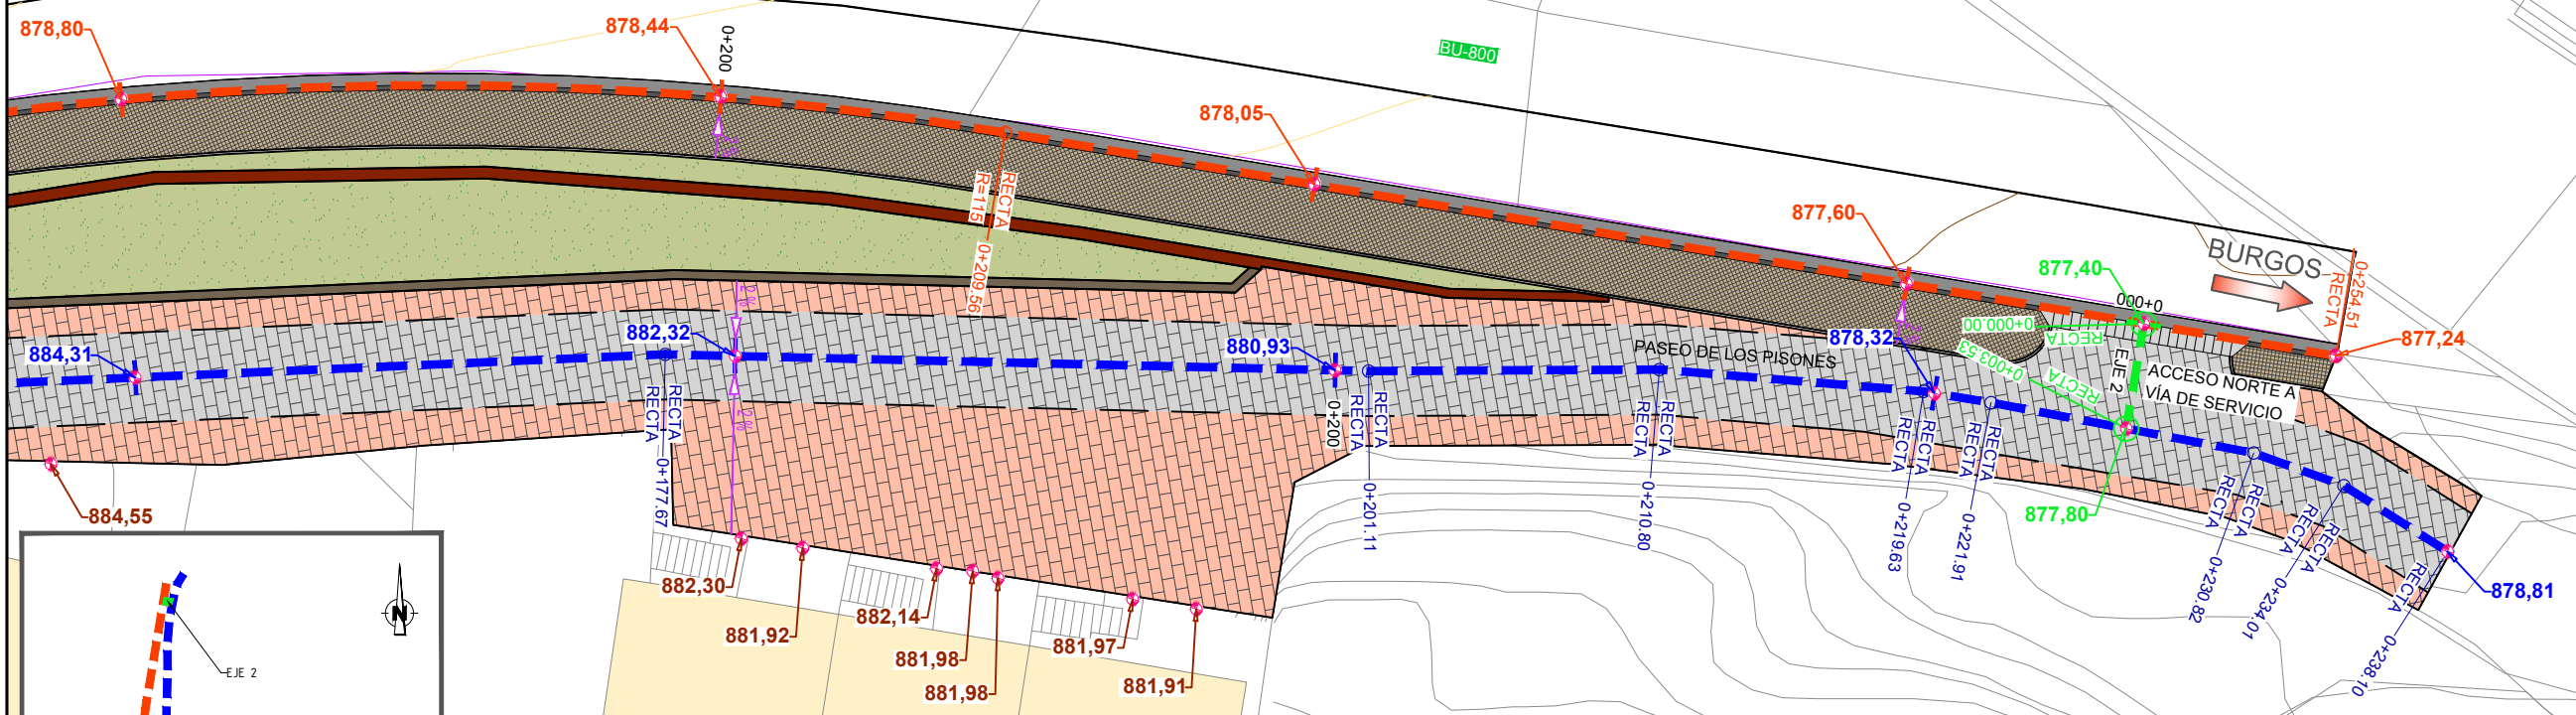 878,80
878,44
0+200
BU-800
878,05
877,60
877,40
BURGOS
0+254.51
RECTA
877,24
0+000
0+000.00
RECTA
0+003.53
RECTA
EJE 2
ACCESO NORTE A
VÍA DE SERVICIO
R=115
RECTA
0+209.56
2%
884,31
882,32
880,93
PASEO DE LOS PISONES
878,32
2%
RECTA
RECTA
0+177.67
0+200
RECTA
RECTA
0+201.11
RECTA
RECTA
0+210.80
RECTA
RECTA
0+219.63
RECTA
RECTA
0+221.91
877,80
RECTA
RECTA
0+230.82
RECTA
RECTA
0+234.01
RECTA
0+238.10
878,81
884,55
882,30
881,92
882,14
881,98
881,98
881,97
881,91
N
EJE 2